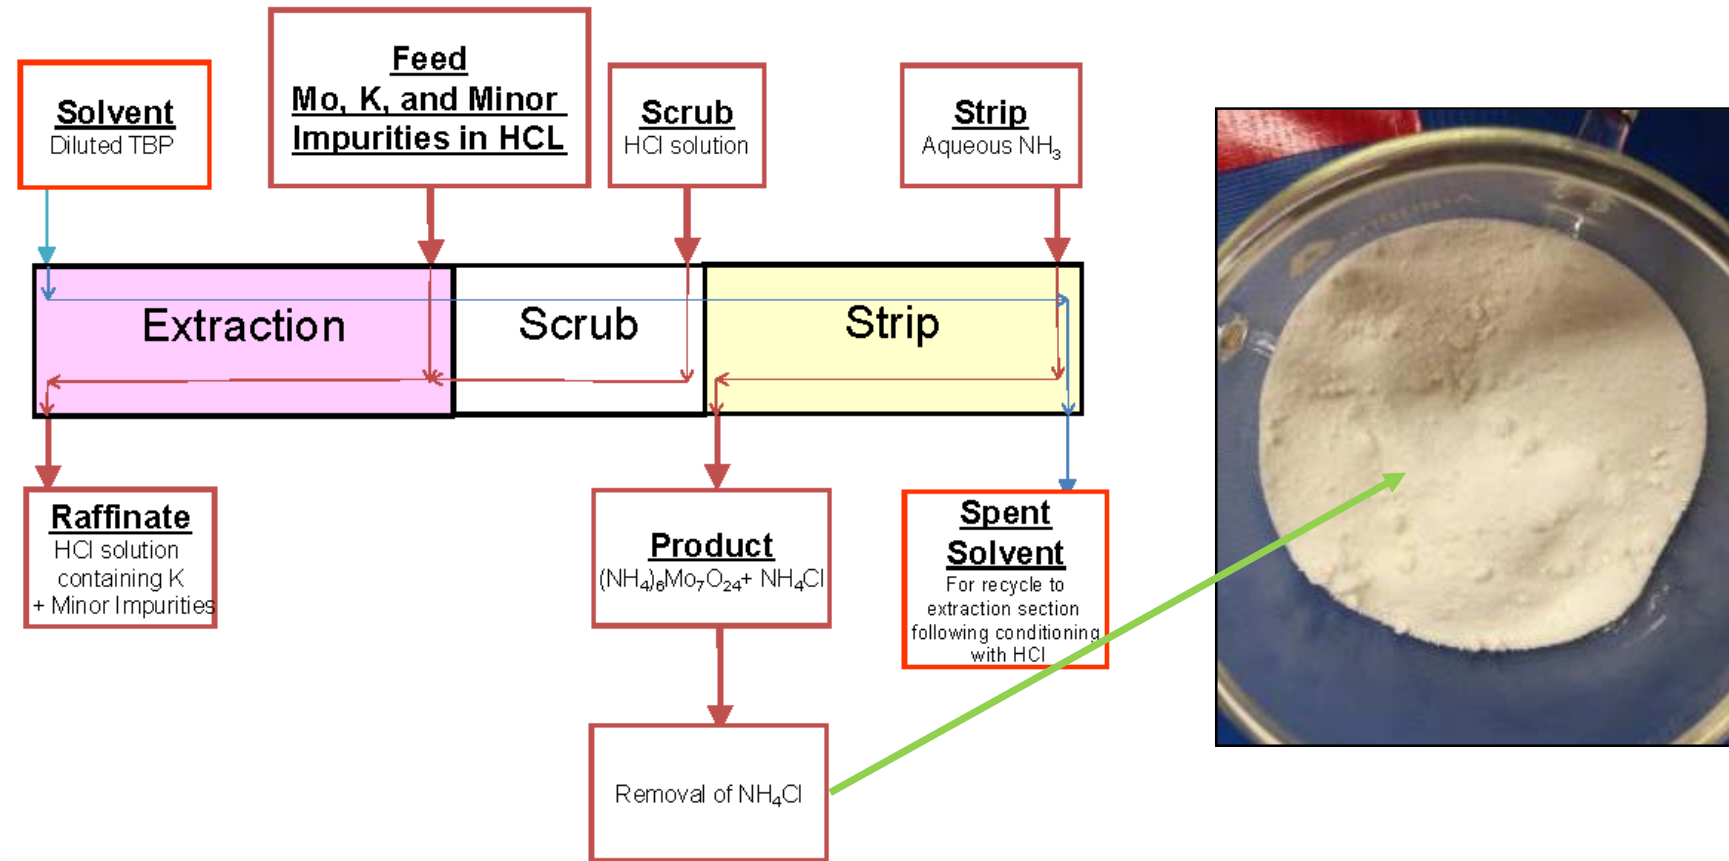 Solvent
Diluted TBP
Feed
Mo, K, and Minor
Impurities in HCL
Scrub
HCl solution
Strip
Aqueous NH₃
Extraction
Scrub
Strip
Raffinate
HCl solution
containing K
+ Minor Impurities
Product
(NH₄)₆Mo₇O₂₄+ NH₄Cl
Spent
Solvent
For recycle to
extraction section
following conditioning
with HCl
Removal of NH₄Cl